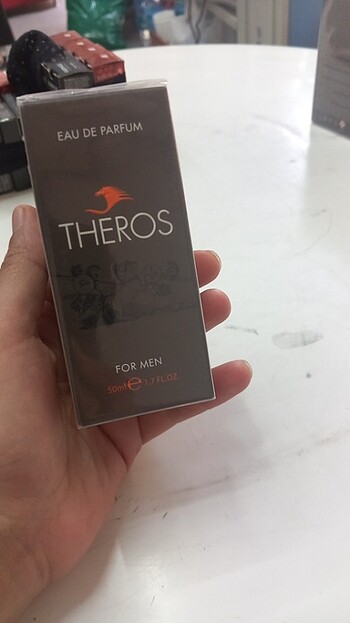 EAU DE PARFUM
THEROS
FOR MEN
50ml e 1.7 FL.OZ.